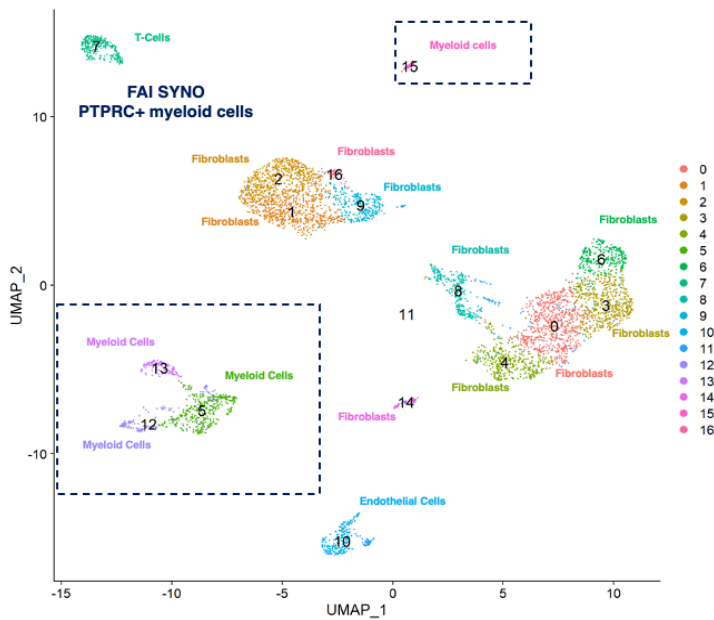 7
T-Cells
Myeloid cells
15
FAI SYNO
PTPRC+ myeloid cells
10
Fibroblasts
Fibroblasts
2
16
Fibroblasts
9
1
Fibroblasts
Fibroblasts
Fibroblasts
6
8
0
UMAP_2
11
3
0
Fibroblasts
4
Fibroblasts
Fibroblasts
Myeloid Cells
13
Myeloid Cells
5
12
Myeloid Cells
14
Fibroblasts
-10
Endothelial Cells
10
-15
-10
-5
0
5
10
UMAP_1
0
1
2
3
4
5
6
7
8
9
10
11
12
13
14
15
16